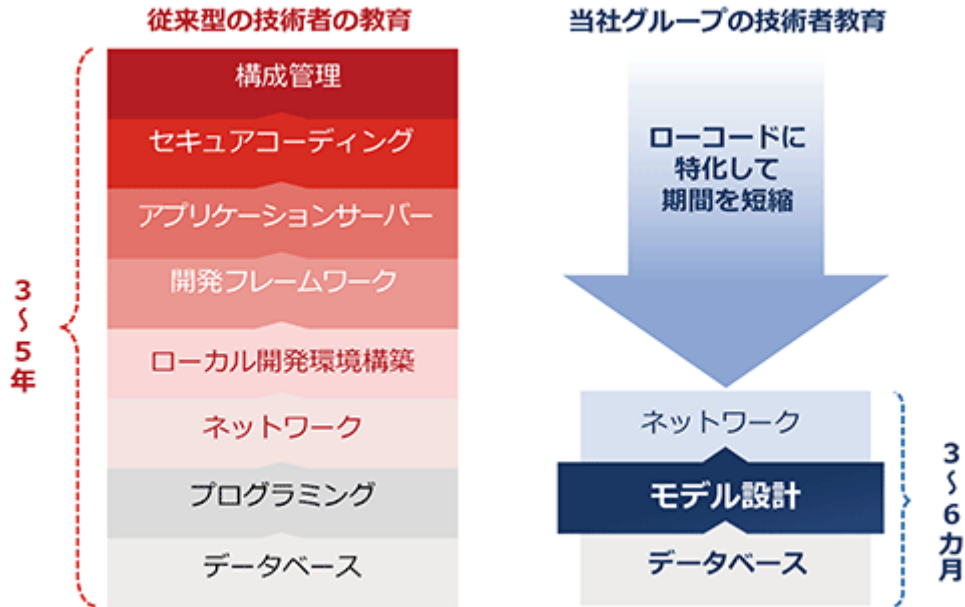 従来型の技術者の教育
構成管理
セキュアコーディング
アプリケーションサーバー
開発フレームワーク
ローカル開発環境構築
ネットワーク
プログラミング
データベース
3〜5年
当社グループの技術者教育
ローコードに
特化して
期間を短縮
ネットワーク
モデル設計
データベース
3〜6カ月